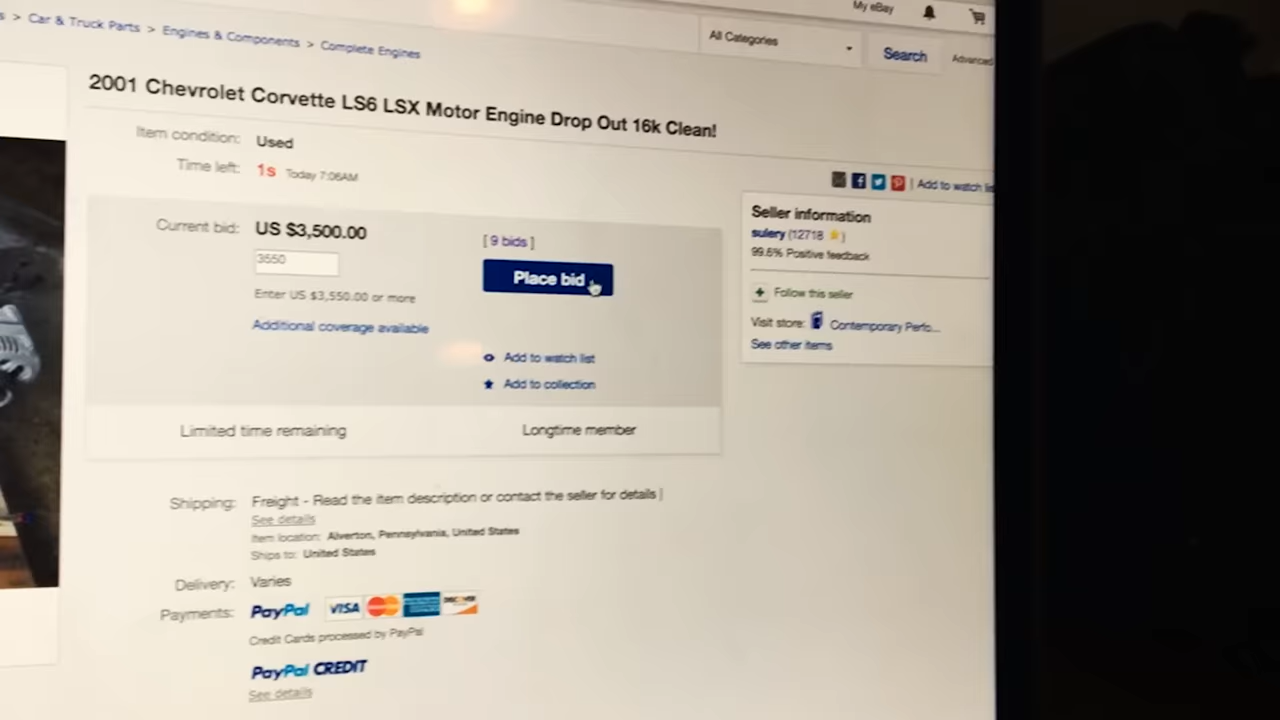 My eBay
> Car & Truck Parts > Engines & Components > Complete Engines
All Categories
Search
Advanced
2001 Chevrolet Corvette LS6 LSX Motor Engine Drop Out 16k Clean!
Item condition: Used
Time left: 1s Today 7:06AM
| Add to watch lis
Current bid: US $3,500.00
[ 9 bids ]
3550
Place bid
Enter US $3,550.00 or more
Additional coverage available
Add to watch list
Add to collection
Limited time remaining
Longtime member
Seller information
sulery (12718 )
99.6% Positive feedback
+ Follow this seller
Visit store: Contemporary Perfo...
See other items
Shipping: Freight - Read the item description or contact the seller for details |
See details
Item location: Alverton, Pennsylvania, United States
Ships to: United States
Delivery: Varies
Payments: PayPal VISA MasterCard DISCOVER
Credit Cards processed by PayPal
PayPal CREDIT
See details